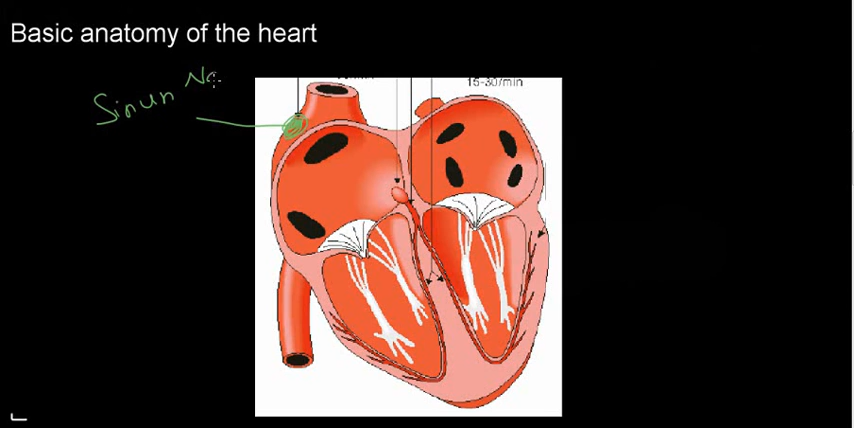 Basic anatomy of the heart
15-30/min
Sinun No